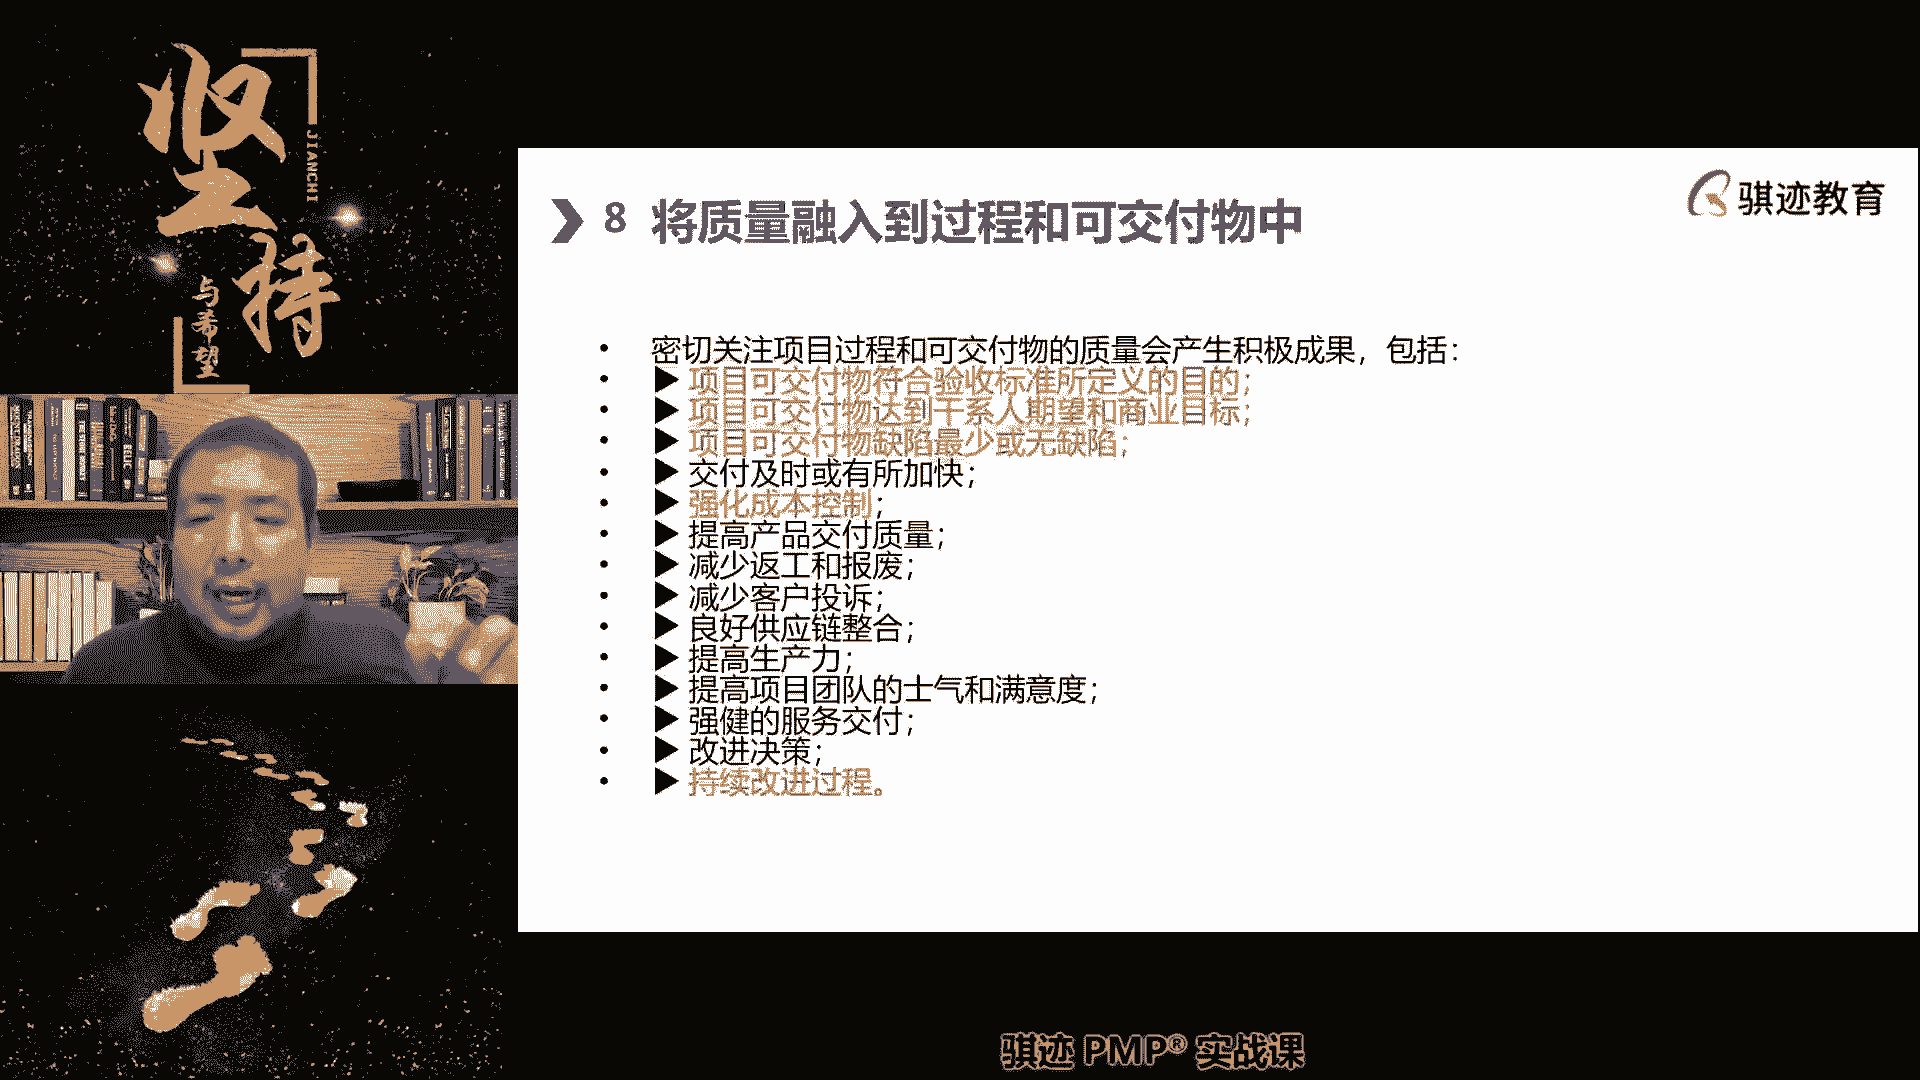 坚持
JIANCHI
与希望
骐迹教育
8 将质量融入到过程和可交付物中
• 密切关注项目过程和可交付物的质量会产生积极成果，包括：
• ▶ 项目可交付物符合验收标准所定义的目的；
• ▶ 项目可交付物达到干系人期望和商业目标；
• ▶ 项目可交付物缺陷最少或无缺陷；
• ▶ 交付及时或有所加快；
• ▶ 强化成本控制；
• ▶ 提高产品交付质量；
• ▶ 减少返工和报废；
• ▶ 减少客户投诉；
• ▶ 良好供应链整合；
• ▶ 提高生产力；
• ▶ 提高项目团队的士气和满意度；
• ▶ 强健的服务交付；
• ▶ 改进决策；
• ▶ 持续改进过程。
骐迹 PMP® 实战课